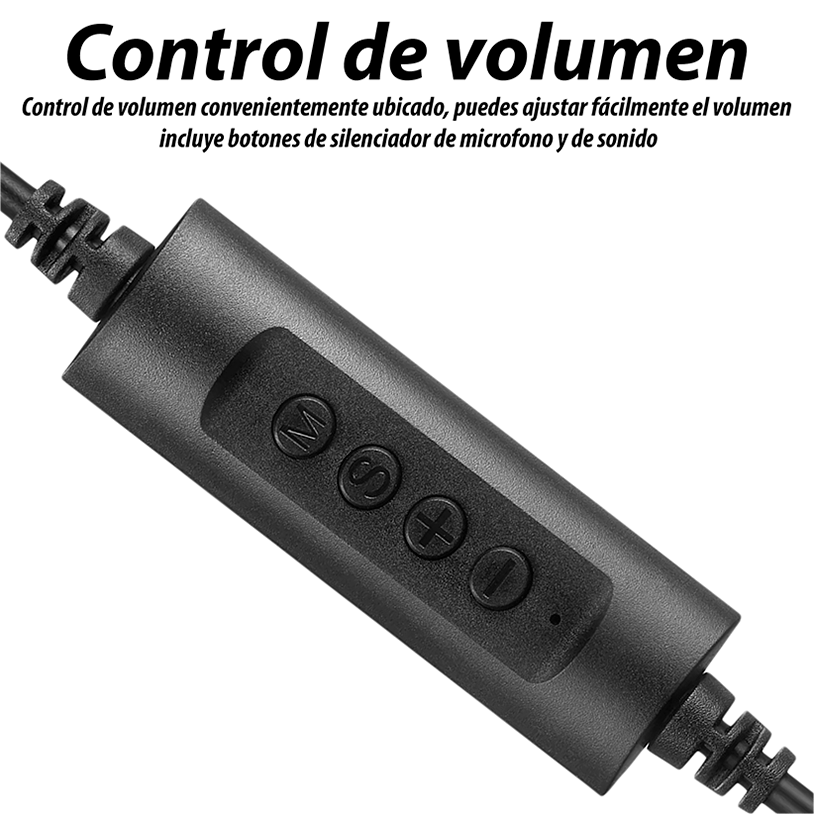 Control de volumen
Control de volumen convenientemente ubicado, puedes ajustar fácilmente el volumen
incluye botones de silenciador de microfono y de sonido
M
S
+
-